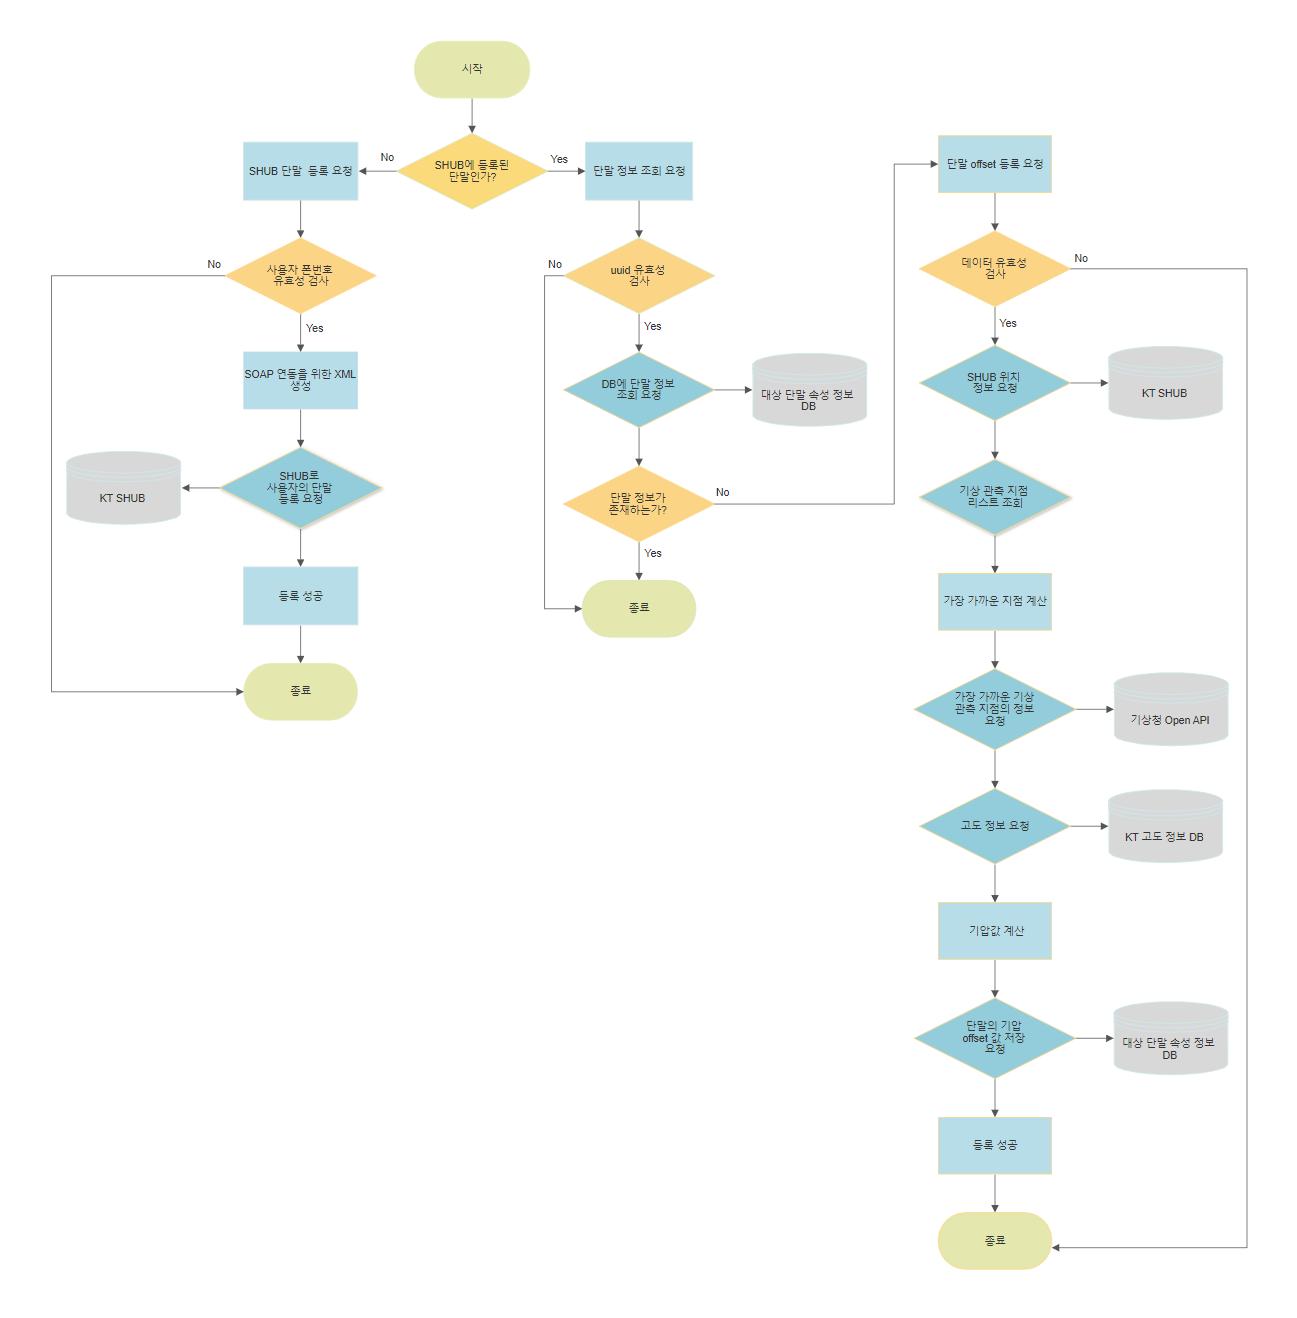 시작
SHUB에 등록된
단말인가?
No
Yes
SHUB 단말 등록 요청
사용자 폰번호
유효성 검사
No
Yes
SOAP 연동을 위한 XML
생성
SHUB로
사용자의 단말
등록 요청
KT SHUB
등록 성공
종료
단말 정보 조회 요청
uuid 유효성
검사
No
Yes
DB에 단말 정보
조회 요청
대상 단말 속성 정보
DB
단말 정보가
존재하는가?
No
Yes
종료
단말 offset 등록 요청
데이터 유효성
검사
No
Yes
SHUB 위치
정보 요청
KT SHUB
기상 관측 지점
리스트 조회
가장 가까운 지점 계산
가장 가까운 기상
관측 지점의 정보
요청
기상청 Open API
고도 정보 요청
KT 고도 정보 DB
기압값 계산
단말의 기압
offset 값 저장
요청
대상 단말 속성 정보
DB
등록 성공
종료